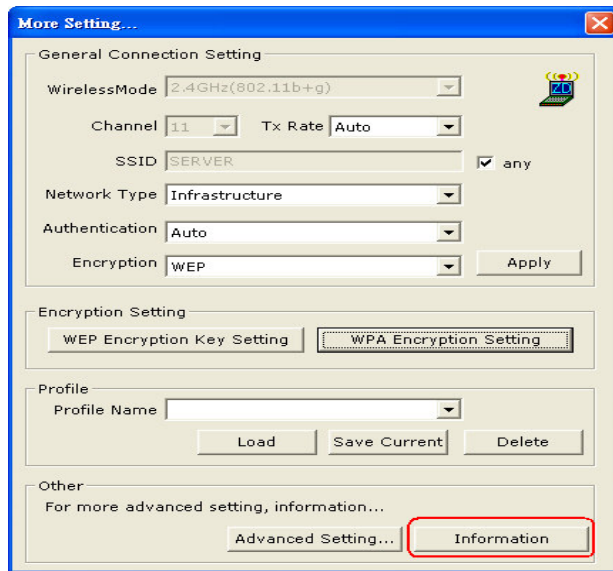 More Setting...
General Connection Setting
WirelessMode 2.4GHz(802.11b+g)
Channel 11 Tx Rate Auto
SSID SERVER any
Network Type Infrastructure
Authentication Auto
Encryption WEP Apply
Encryption Setting
WEP Encryption Key Setting WPA Encryption Setting
Profile
Profile Name
Load Save Current Delete
Other
For more advanced setting, information...
Advanced Setting... Information
ZD